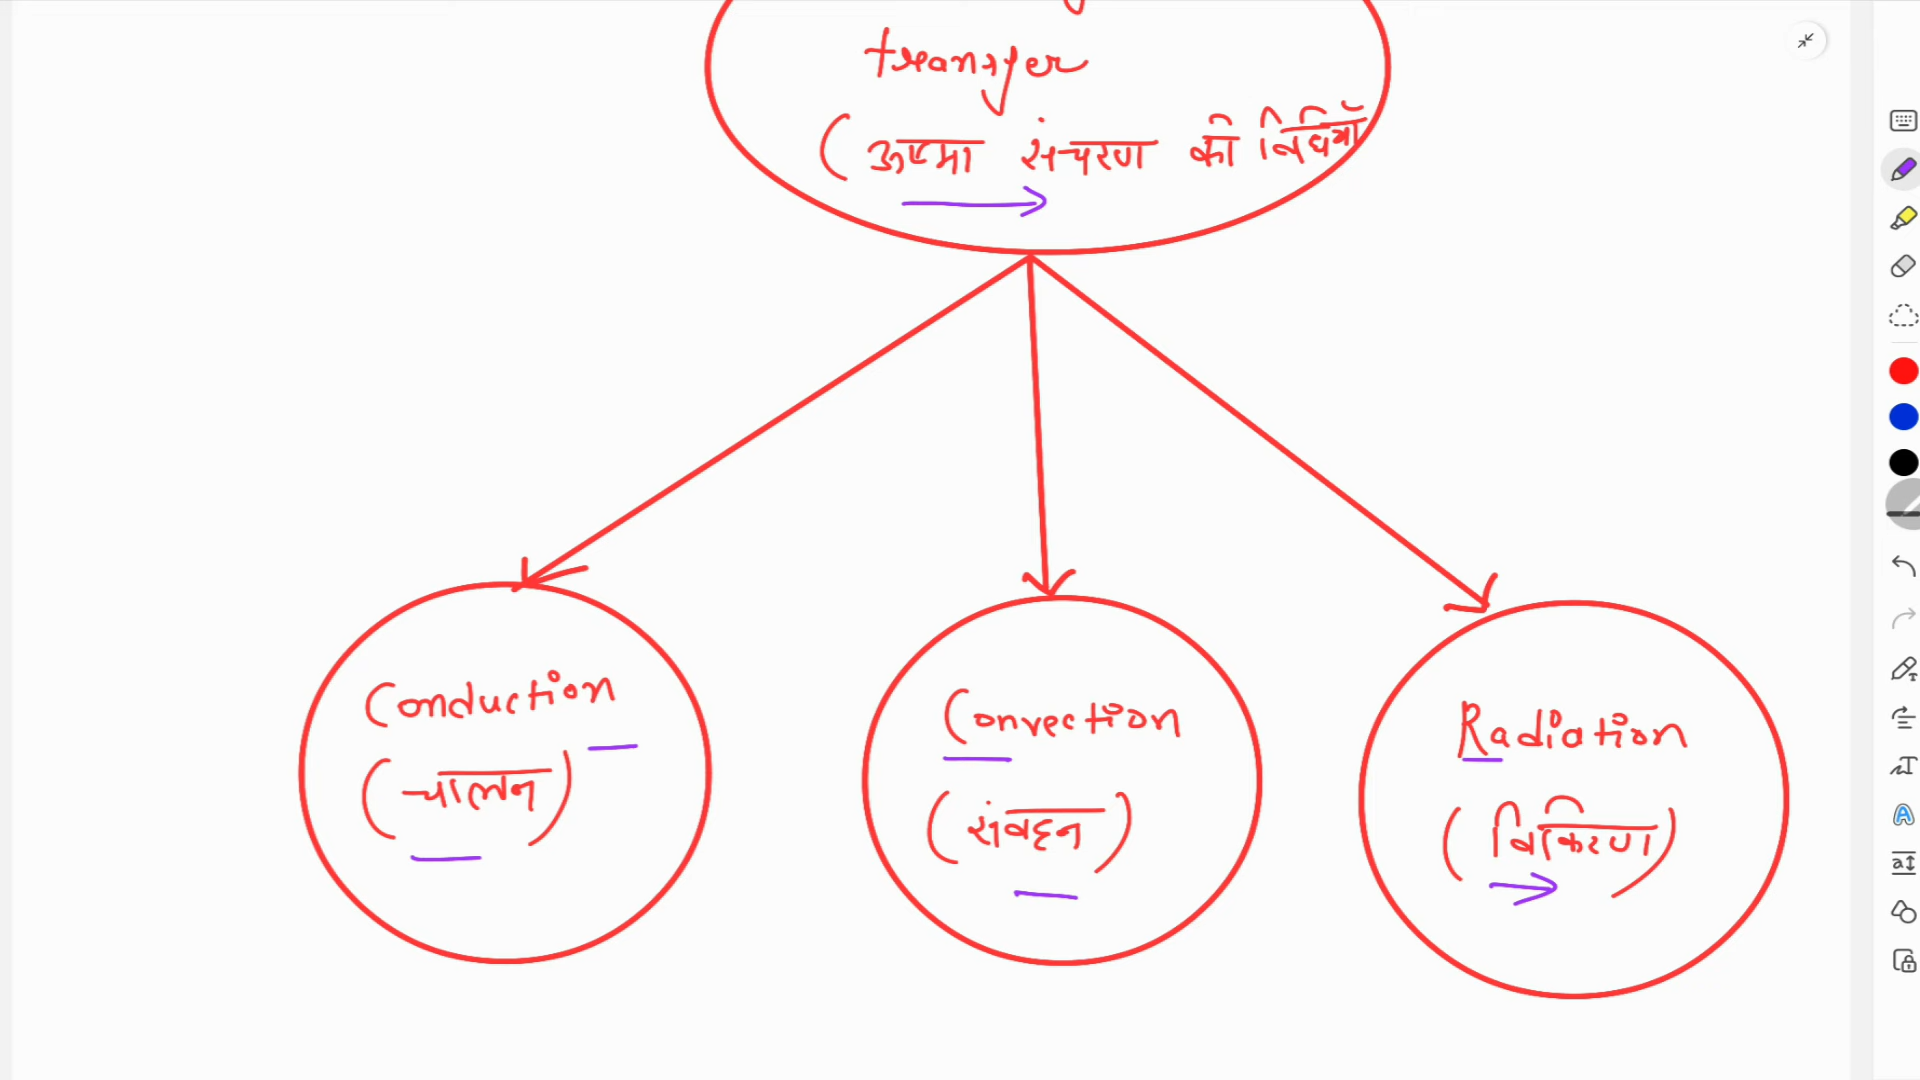 transfer
(ऊष्मा संचरण की विधियाँ
Conduction
(चालन)
Convection
(संवहन)
Radiation
(विकिरण)